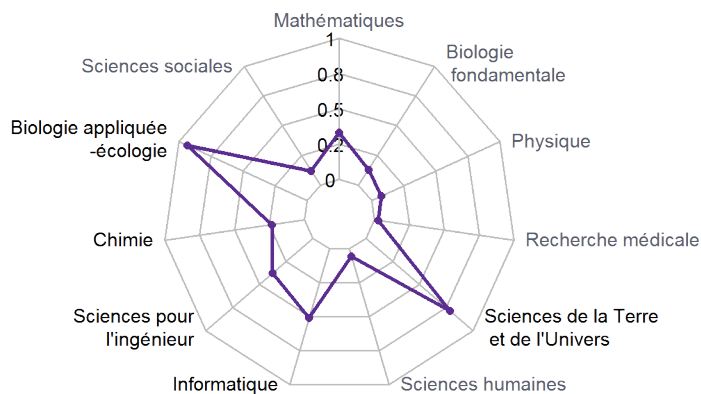 Mathématiques
1
Biologie
fondamentale
Sciences sociales
0.8
0.5
Biologie appliquée
-écologie
Physique
0.2
0
Chimie
Recherche médicale
Sciences pour
l'ingénieur
Sciences de la Terre
et de l'Univers
Informatique
Sciences humaines